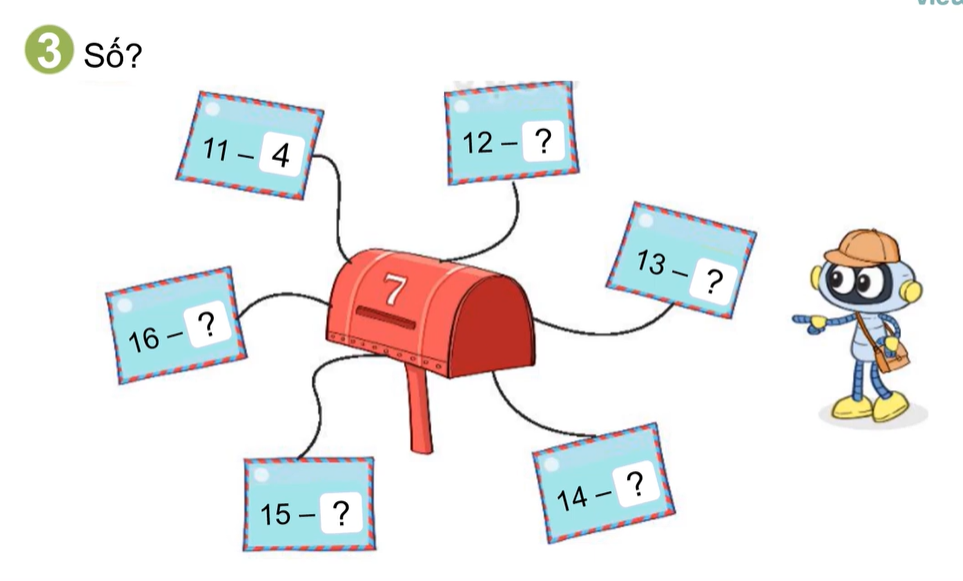 3 Số?
11 – 4
12 – ?
13 – ?
7
16 – ?
15 – ?
14 – ?